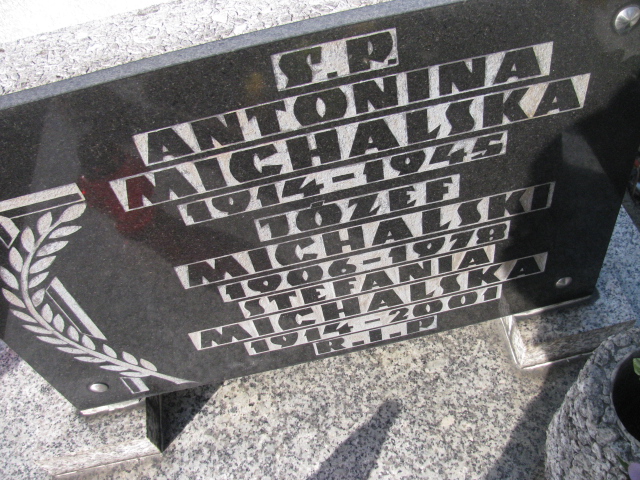 Ś.P.
ANTONINA
MICHALSKA
1914-1945
JÓZEF
MICHALSKI
1906-1978
STEFANIA
MICHALSKA
1914-2001
R.I.P